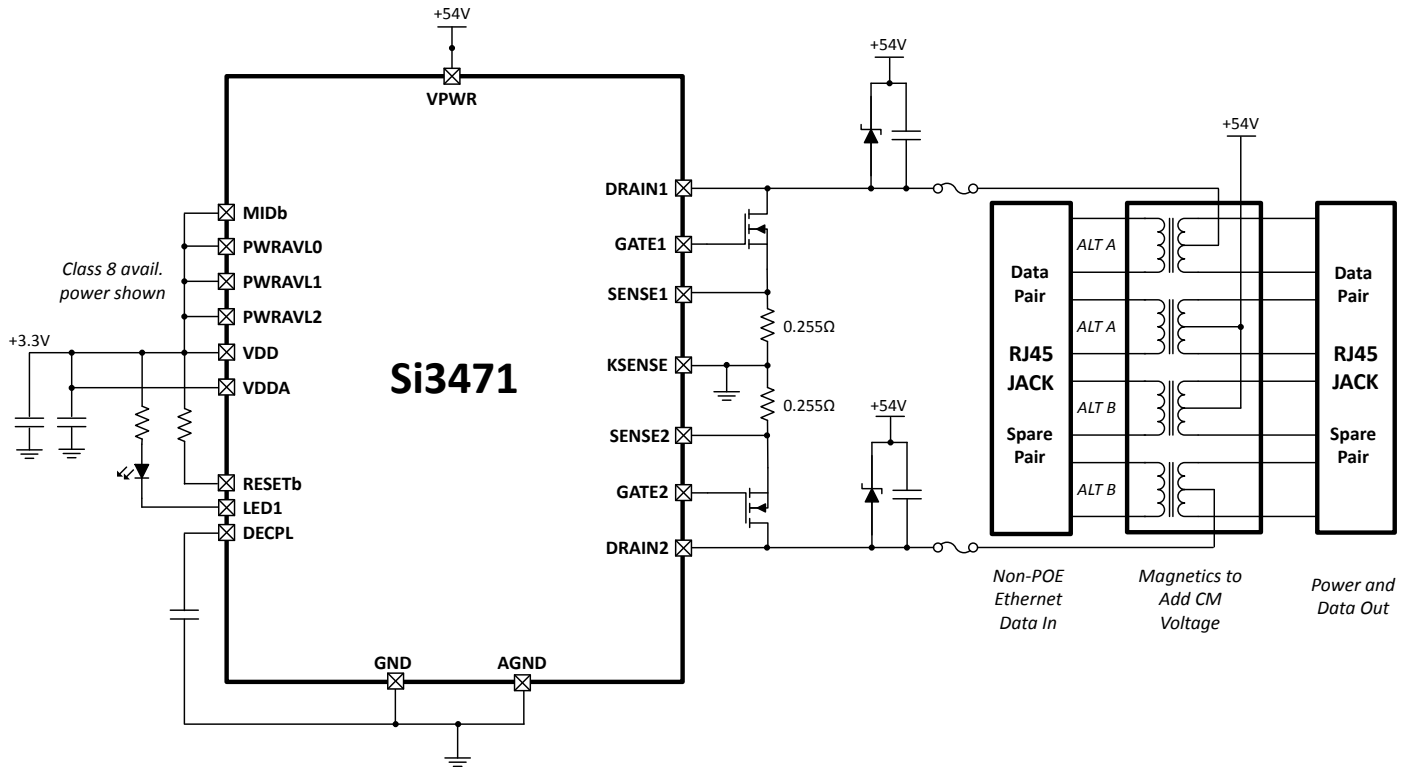 +54V
VPWR
MIDb
PWRAVL0
PWRAVL1
PWRAVL2
VDD
VDDA
RESETb
LED1
DECPL
Class 8 avail.
power shown
+3.3V
Si3471
GND
AGND
DRAIN1
GATE1
SENSE1
KSENSE
SENSE2
GATE2
DRAIN2
0.255Ω
0.255Ω
+54V
+54V
+54V
Data
Pair
RJ45
JACK
Spare
Pair
ALT A
ALT A
ALT B
ALT B
Data
Pair
RJ45
JACK
Spare
Pair
Non-POE
Ethernet
Data In
Magnetics to
Add CM
Voltage
Power and
Data Out